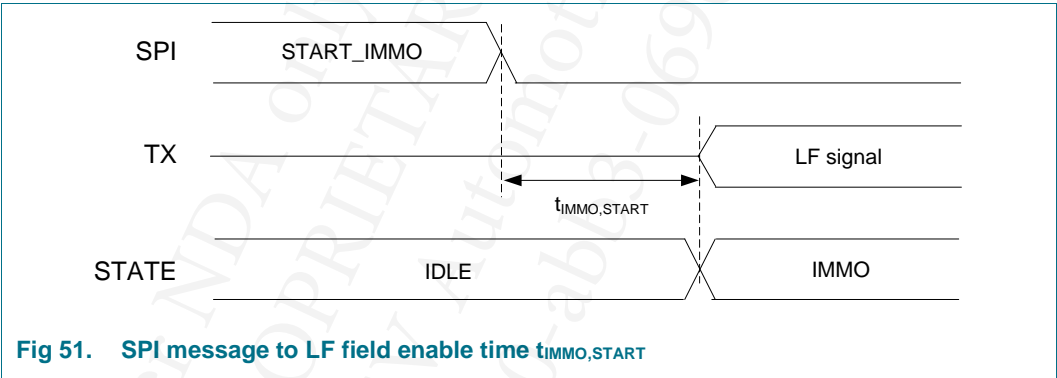 SPI
START_IMMO
TX
LF signal
tIMMO,START
STATE
IDLE
IMMO
Fig 51. SPI message to LF field enable time tIMMO,START